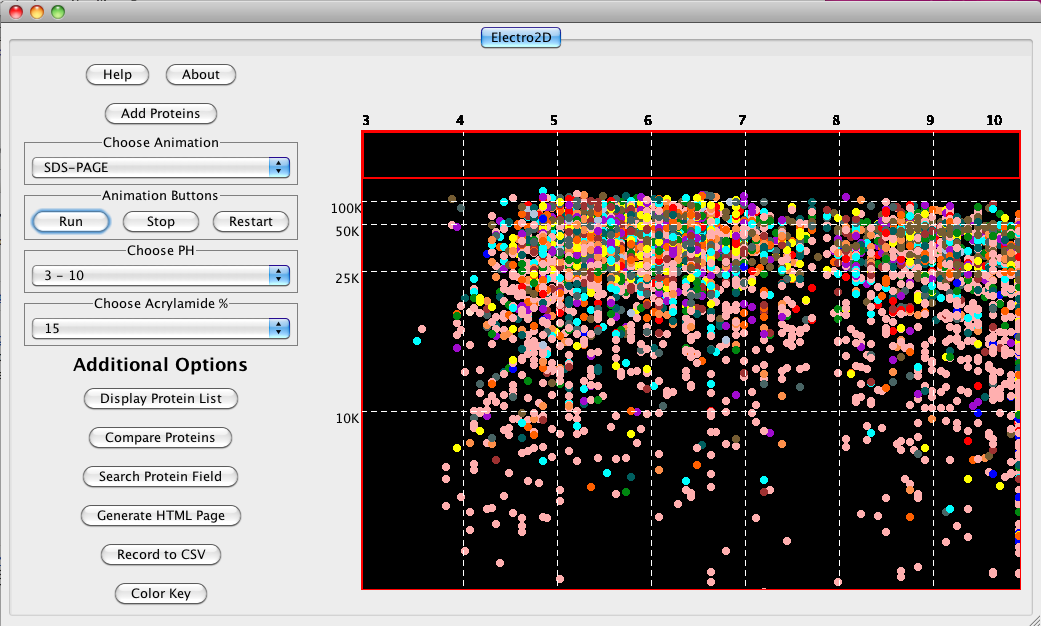 Electro2D
Help About
Add Proteins
Choose Animation
SDS-PAGE
Animation Buttons
Run Stop Restart
Choose PH
3 - 10
Choose Acrylamide %
15
Additional Options
Display Protein List
Compare Proteins
Search Protein Field
Generate HTML Page
Record to CSV
Color Key
3 4 5 6 7 8 9 10
100K
50K
25K
10K